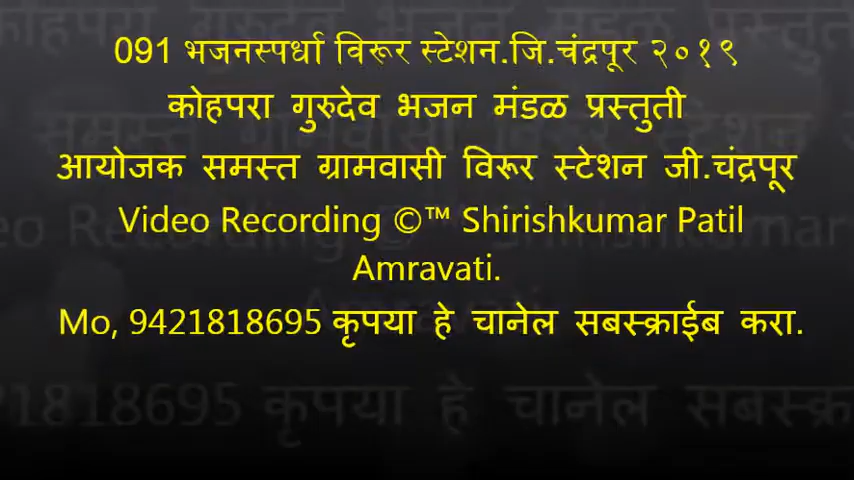 091 भजनस्पर्धा विरूर स्टेशन.जि.चंद्रपूर २०१९
कोहपरा गुरुदेव भजन मंडळ प्रस्तुती
आयोजक समस्त ग्रामवासी विरूर स्टेशन जी.चंद्रपूर
Video Recording ©™ Shirishkumar Patil
Amravati.
Mo, 9421818695 कृपया हे चानेल सबस्क्राईब करा.